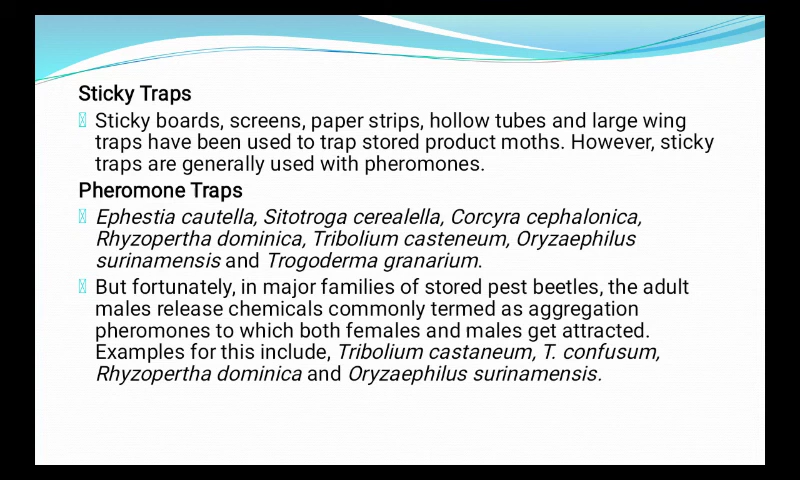 Sticky Traps
Sticky boards, screens, paper strips, hollow tubes and large wing
traps have been used to trap stored product moths. However, sticky
traps are generally used with pheromones.
Pheromone Traps
Ephestia cautella, Sitotroga cerealella, Corcyra cephalonica,
Rhyzopertha dominica, Tribolium casteneum, Oryzaephilus
surinamensis and Trogoderma granarium.
But fortunately, in major families of stored pest beetles, the adult
males release chemicals commonly termed as aggregation
pheromones to which both females and males get attracted.
Examples for this include, Tribolium castaneum, T. confusum,
Rhyzopertha dominica and Oryzaephilus surinamensis.